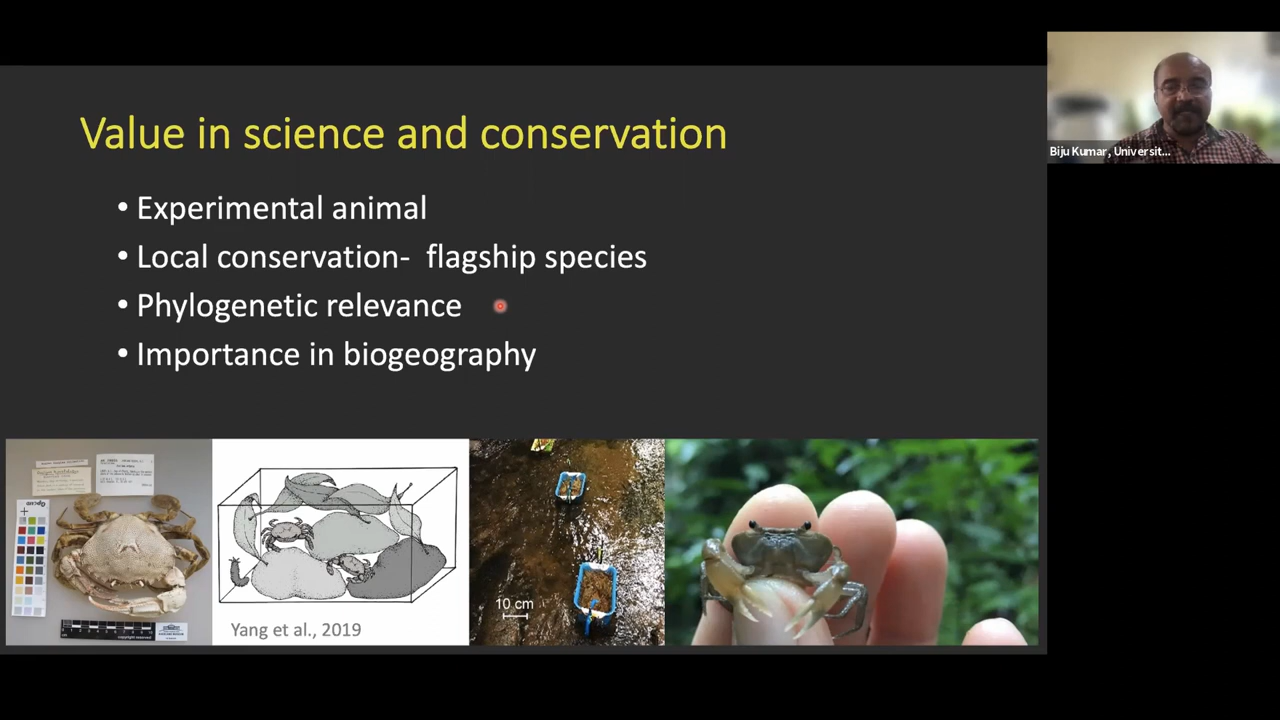 Value in science and conservation
• Experimental animal
• Local conservation- flagship species
• Phylogenetic relevance
• Importance in biogeography
Yang et al., 2019
10 cm
Biju Kumar, Universit...